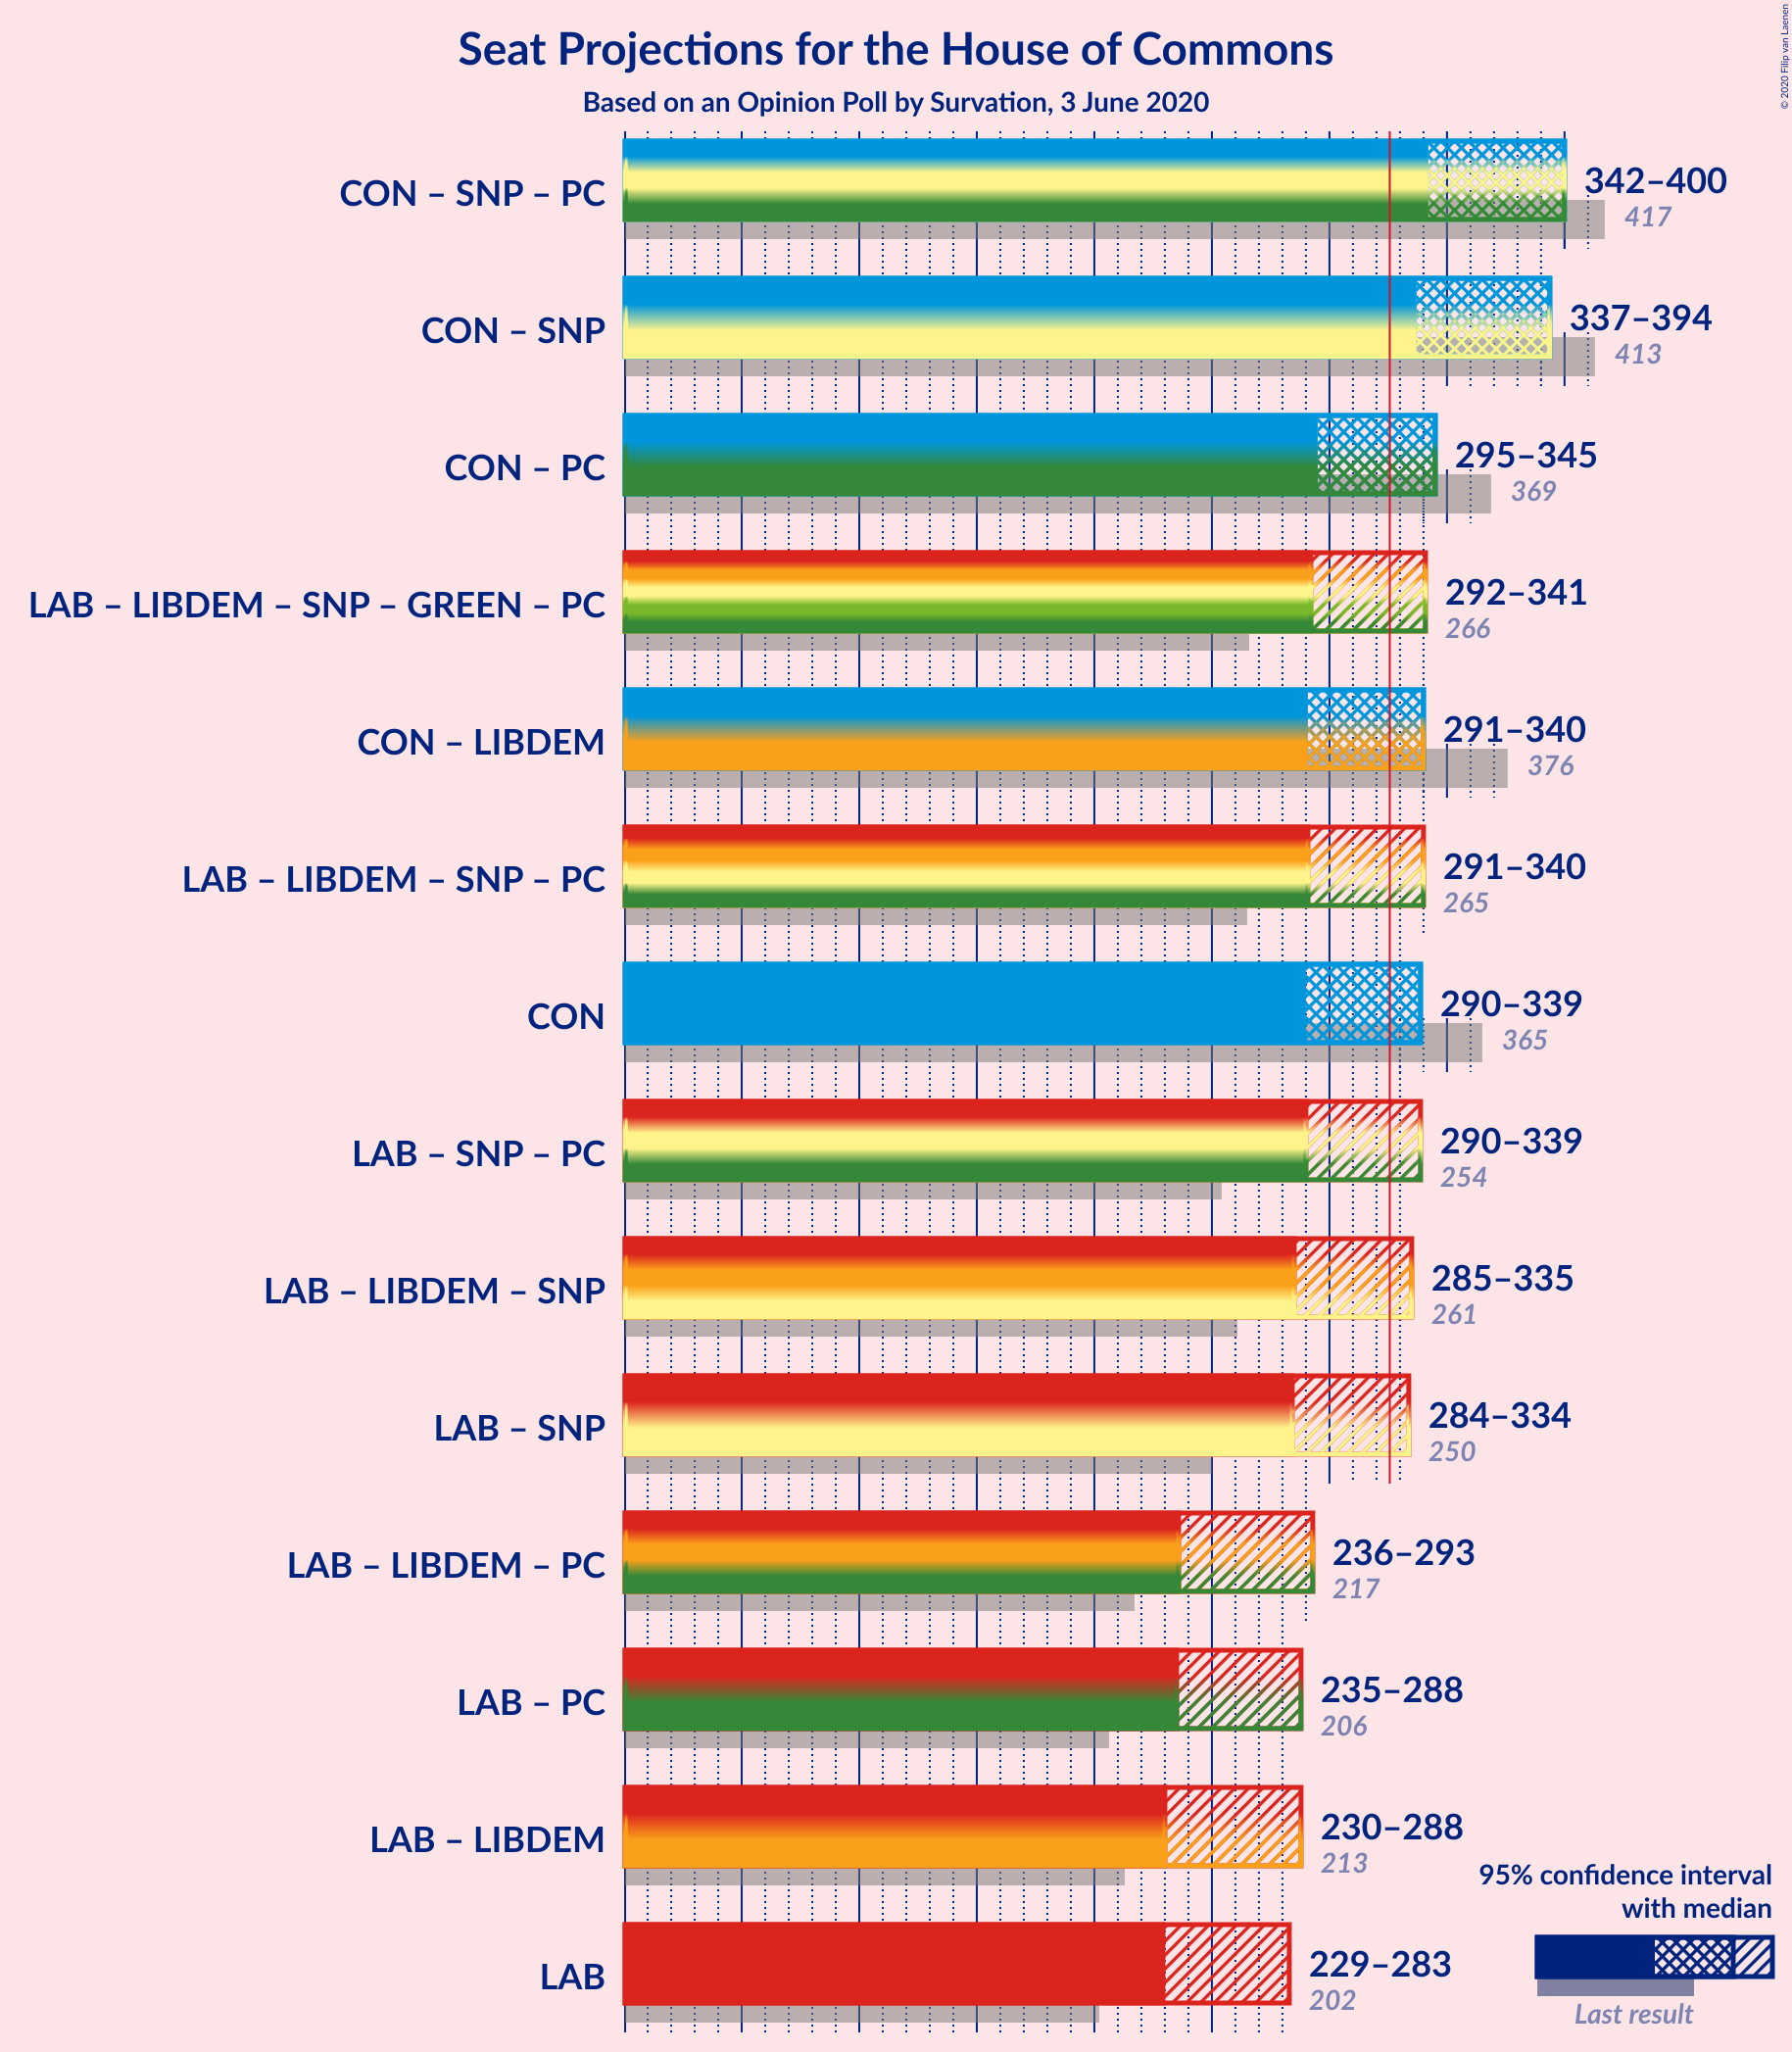 Seat Projections for the House of Commons
Based on an Opinion Poll by Survation, 3 June 2020
© 2020 Filip van Laenen
CON – SNP – PC
342–400
417
CON – SNP
337–394
413
CON – PC
295–345
369
LAB – LIBDEM – SNP – GREEN – PC
292–341
266
CON – LIBDEM
291–340
376
LAB – LIBDEM – SNP – PC
291–340
265
CON
290–339
365
LAB – SNP – PC
290–339
254
LAB – LIBDEM – SNP
285–335
261
LAB – SNP
284–334
250
LAB – LIBDEM – PC
236–293
217
LAB – PC
235–288
206
LAB – LIBDEM
230–288
213
LAB
229–283
202
95% confidence interval
with median
Last result